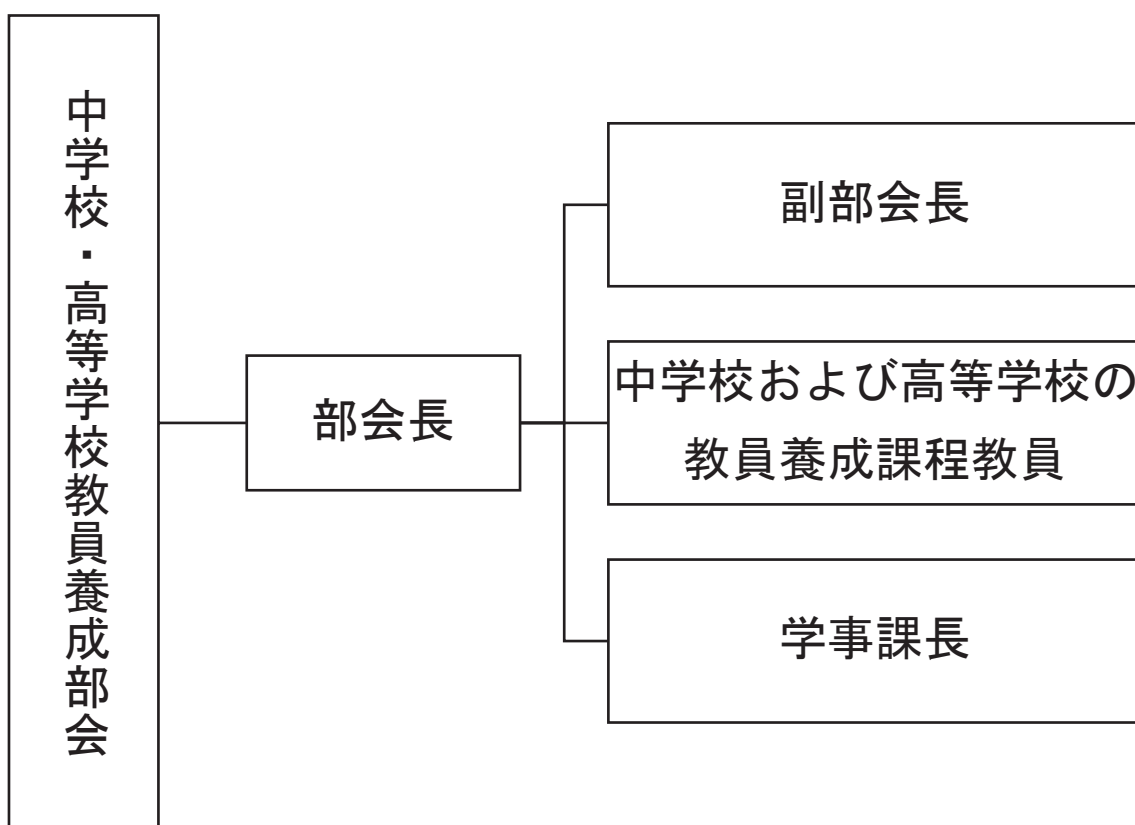 中学校・高等学校教員養成部会
部会長
副部会長
中学校および高等学校の
教員養成課程教員
学事課長